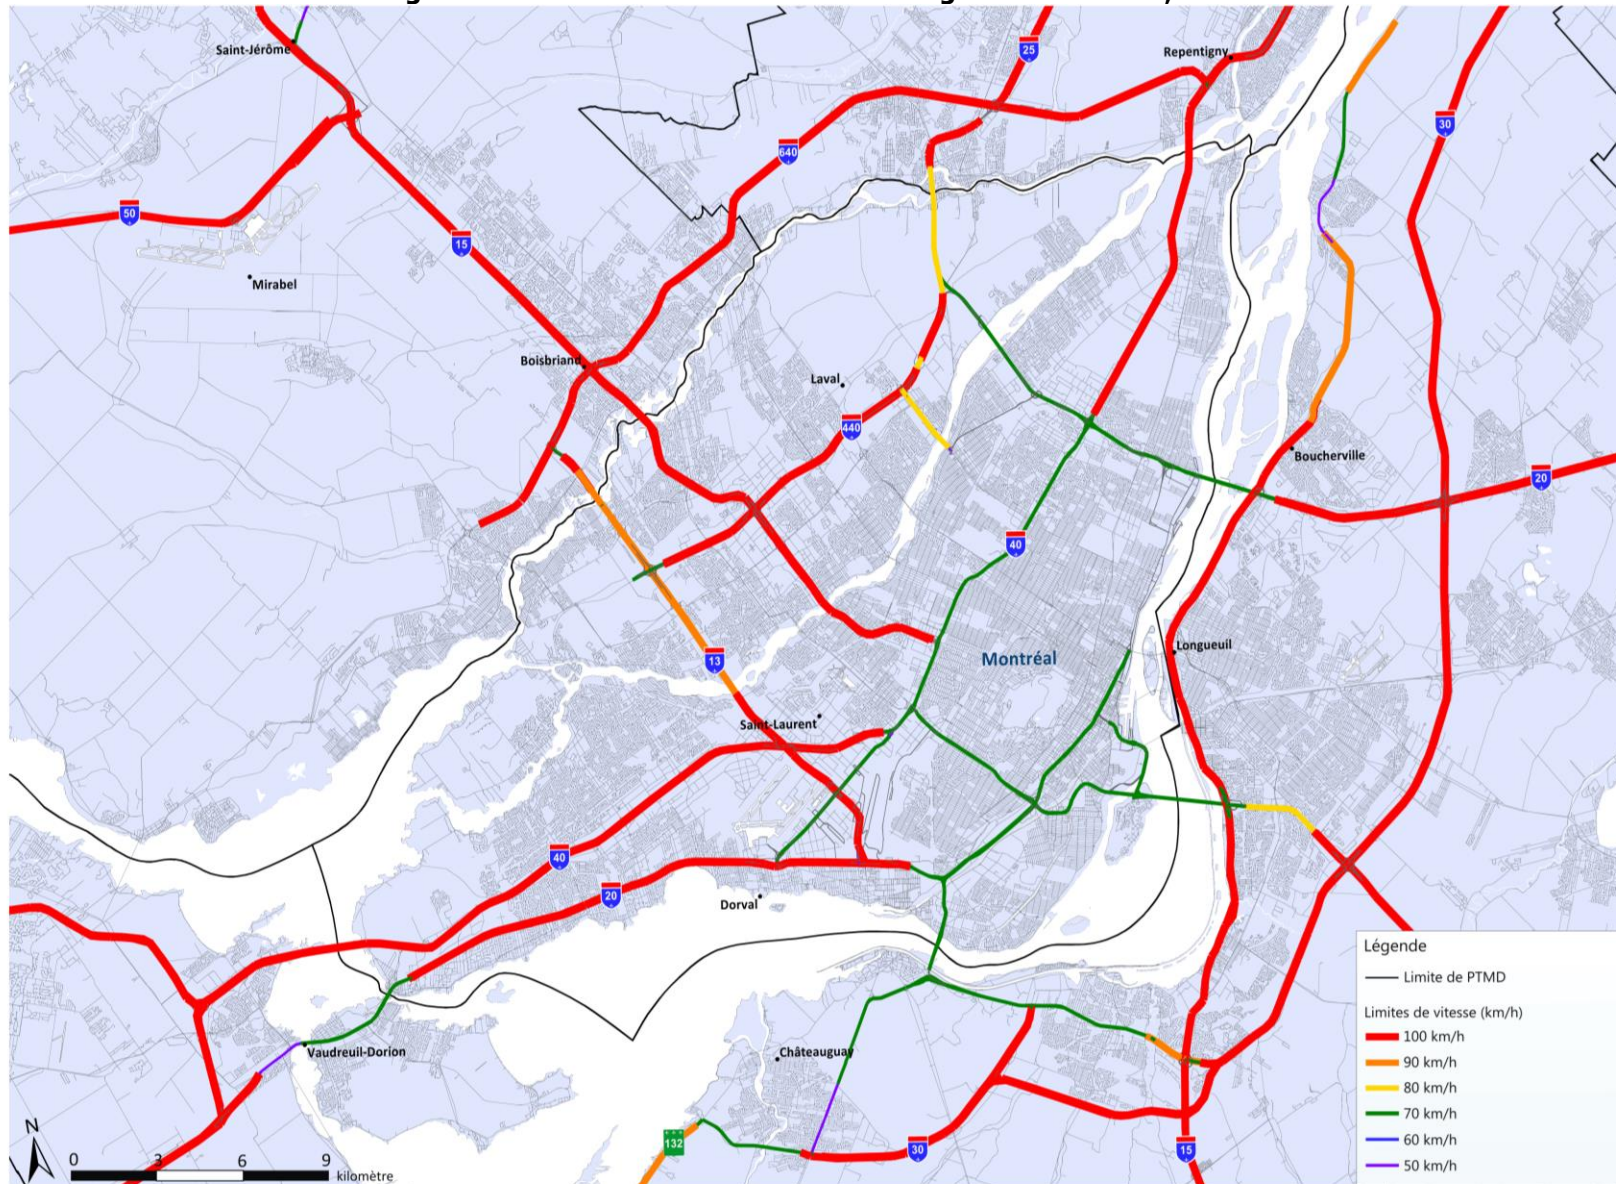 Saint-Jérôme
25
Repentigny
30
640
50
15
Mirabel
Boisbriand
Laval
440
Boucherville
20
40
Montréal
Longueuil
13
Saint-Laurent
40
20
Dorval
Vaudreuil-Dorion
Châteauguay
132
30
15
Légende
Limite de PTMD
Limites de vitesse (km/h)
100 km/h
90 km/h
80 km/h
70 km/h
60 km/h
50 km/h
N
0 3 6 9
kilomètre